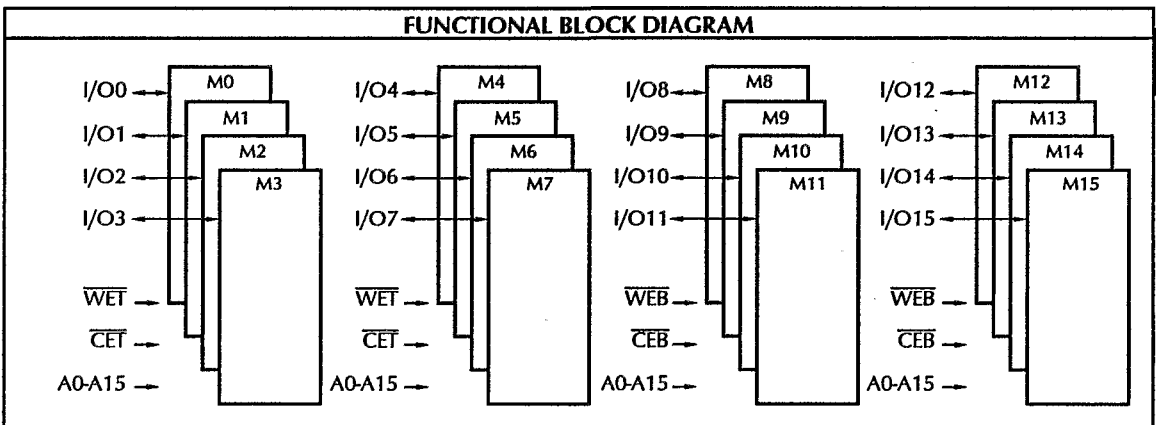 FUNCTIONAL BLOCK DIAGRAM
I/O0 M0
I/O1 M1
I/O2 M2
I/O3 M3
WET
CET
A0-A15
I/O4 M4
I/O5 M5
I/O6 M6
I/O7 M7
WET
CET
A0-A15
I/O8 M8
I/O9 M9
I/O10 M10
I/O11 M11
WEB
CEB
A0-A15
I/O12 M12
I/O13 M13
I/O14 M14
I/O15 M15
WEB
CEB
A0-A15